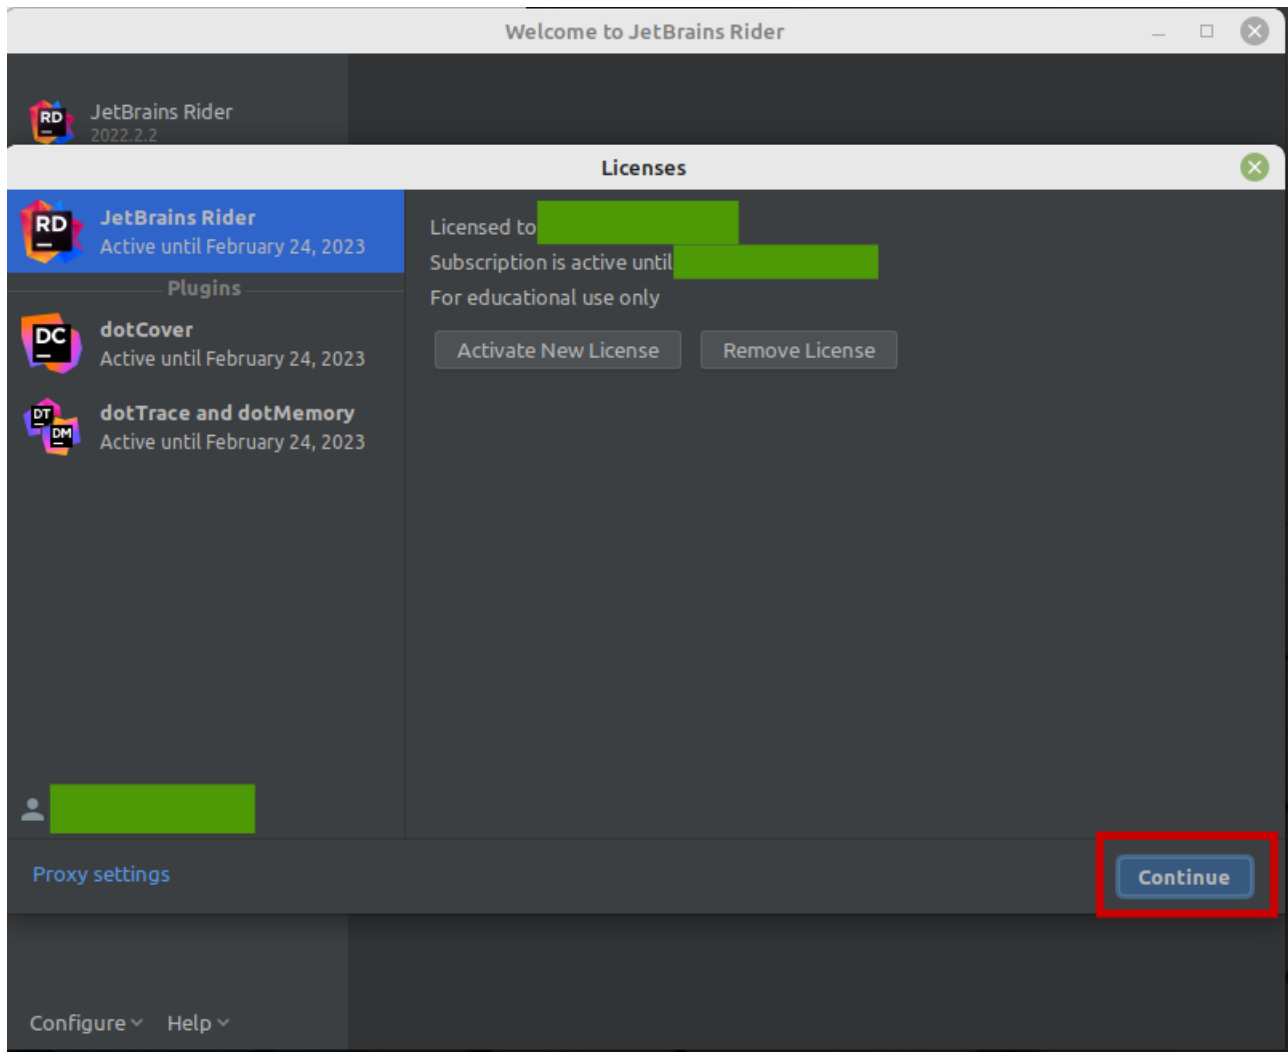 Welcome to JetBrains Rider
RD
JetBrains Rider
2022.2.2
Licenses
RD
JetBrains Rider
Active until February 24, 2023
Plugins
DC
dotCover
Active until February 24, 2023
DT
DM
dotTrace and dotMemory
Active until February 24, 2023
Licensed to
Subscription is active until
For educational use only
Activate New License Remove License
Proxy settings
Continue
Configure Help